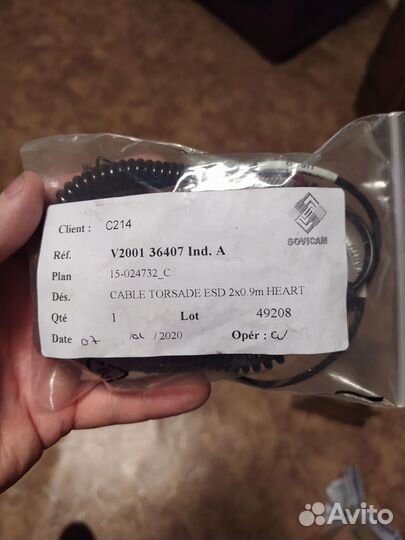 Client : C214
SOVICAM
Réf. V2001 36407 Ind. A
Plan 15-024732_C
Dés. CABLE TORSADE ESD 2x0.9m HEART
Qté 1 Lot 49208
Date 07 / 01 / 2020 Opér : CV
Avito